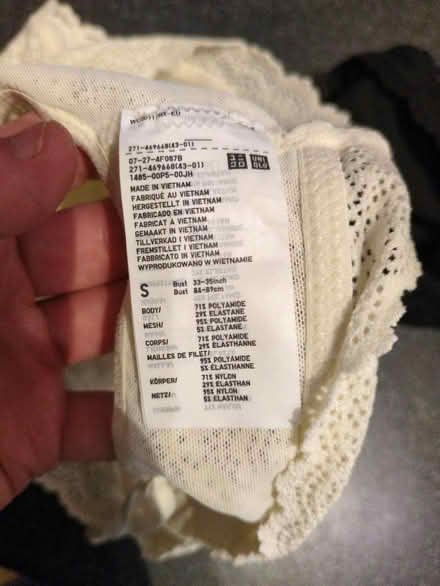 271-469668(43-01)
07-27-4F087B
271-469668(43-01)
1485-00P5-00JH
UNI
QLO
MADE IN VIETNAM
FABRIQUÉ AU VIETNAM
HERGESTELLT IN VIETNAM
FABRICADO EN VIETNAM
FABRICAT À VIETNAM
GEMAAKT IN VIETNAM
TILLVERKAD I VIETNAM
FREMSTILLET I VIETNAM
FABBRICATO IN VIETNAM
WYPRODUKOWANO W WIETNAMIE
S Bust 33-35inch
Bust 84-89cm
BODY/ 71% POLYAMIDE
29% ELASTANE
MESH/ 95% POLYAMIDE
5% ELASTANE
CORPS/ 71% POLYAMIDE
29% ELASTHANNE
MAILLES DE FILET/
95% POLYAMIDE
5% ELASTHANNE
KÖRPER/ 71% NYLON
29% ELASTHAN
NETZ/ 95% NYLON
5% ELASTHAN